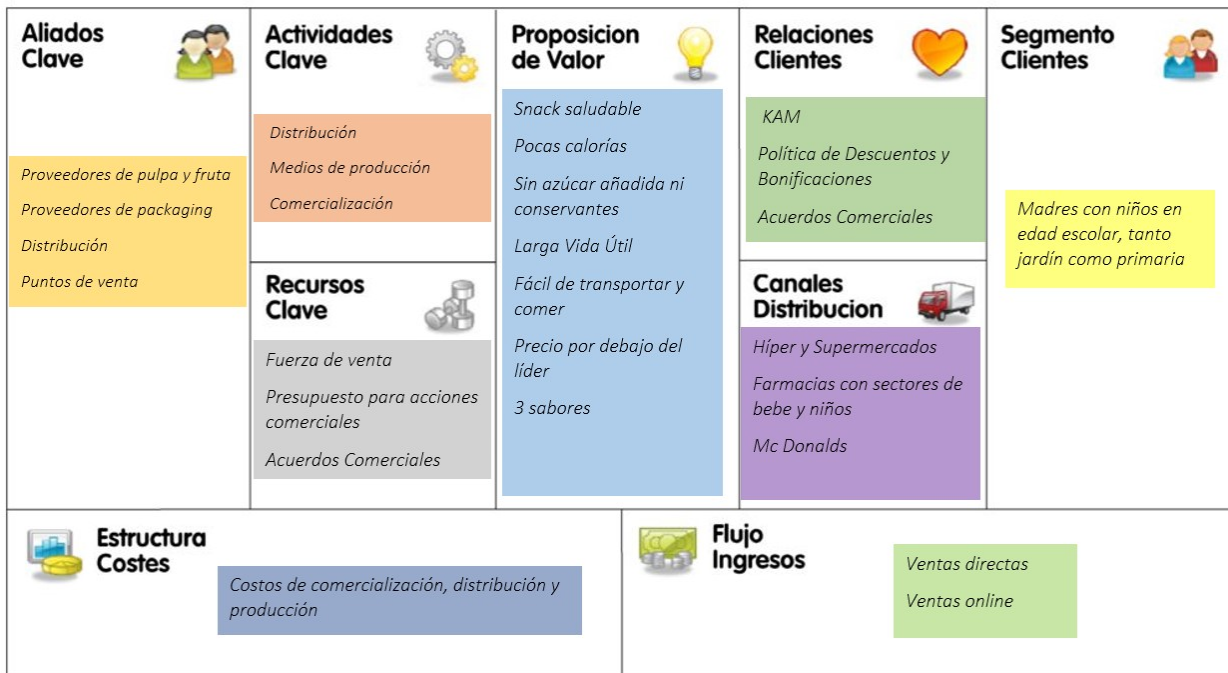 Aliados
Clave
Proveedores de pulpa y fruta
Proveedores de packaging
Distribución
Puntos de venta
Actividades
Clave
Distribución
Medios de producción
Comercialización
Recursos
Clave
Fuerza de venta
Presupuesto para acciones
comerciales
Acuerdos Comerciales
Proposicion
de Valor
Snack saludable
Pocas calorías
Sin azúcar añadida ni
conservantes
Larga Vida Útil
Fácil de transportar y
comer
Precio por debajo del
líder
3 sabores
Relaciones
Clientes
KAM
Política de Descuentos y
Bonificaciones
Acuerdos Comerciales
Canales
Distribucion
Híper y Supermercados
Farmacias con sectores de
bebe y niños
Mc Donalds
Segmento
Clientes
Madres con niños en
edad escolar, tanto
jardín como primaria
Estructura
Costes
Costos de comercialización, distribución y
producción
Flujo
Ingresos
Ventas directas
Ventas online